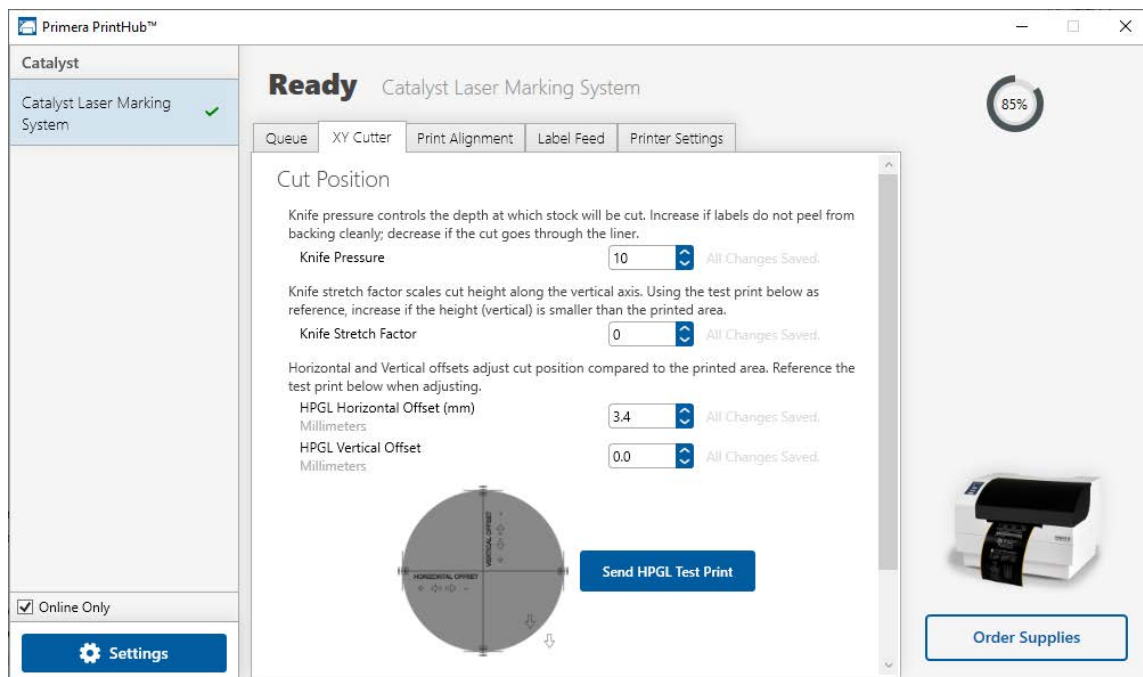 Primera PrintHub™
Catalyst
Catalyst Laser Marking
System
Online Only
Settings
Ready Catalyst Laser Marking System
85%
Queue XY Cutter Print Alignment Label Feed Printer Settings
Cut Position
Knife pressure controls the depth at which stock will be cut. Increase if labels do not peel from
backing cleanly; decrease if the cut goes through the liner.
Knife Pressure 10 All Changes Saved.
Knife stretch factor scales cut height along the vertical axis. Using the test print below as
reference, increase if the height (vertical) is smaller than the printed area.
Knife Stretch Factor 0 All Changes Saved.
Horizontal and Vertical offsets adjust cut position compared to the printed area. Reference the
test print below when adjusting.
HPGL Horizontal Offset (mm) 3.4 All Changes Saved.
Millimeters
HPGL Vertical Offset 0.0 All Changes Saved.
Millimeters
VERTICAL OFFSET
HORIZONTAL OFFSET
Send HPGL Test Print
Order Supplies